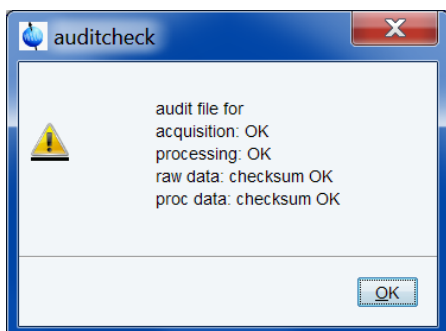 auditcheck
audit file for
acquisition: OK
processing: OK
raw data: checksum OK
proc data: checksum OK
OK